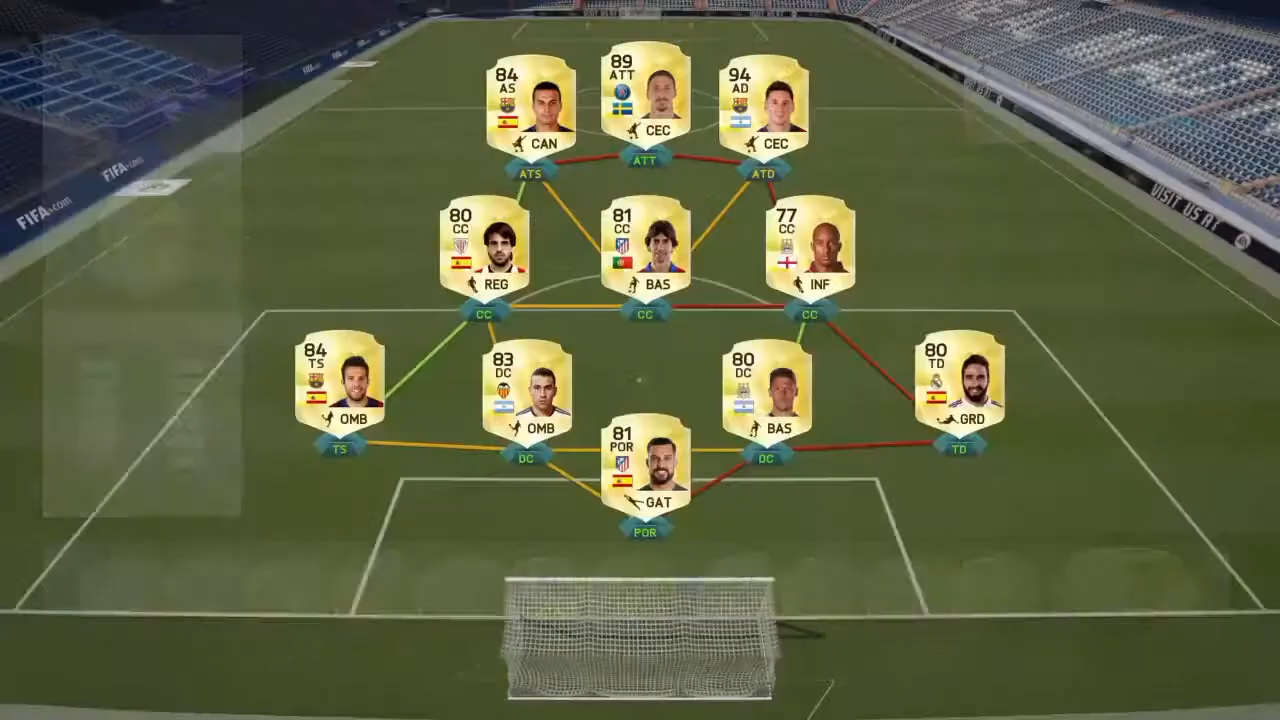 89
ATT
CEC
ATT
84
AS
CAN
ATS
94
AD
CEC
ATD
FIFA.com
FIFA.com
VISIT US AT
80
CC
REG
CC
81
CC
BAS
CC
77
CC
INF
CC
84
TS
OMB
TS
83
DC
OMB
DC
80
DC
BAS
DC
80
TD
GRD
TD
81
POR
GAT
POR